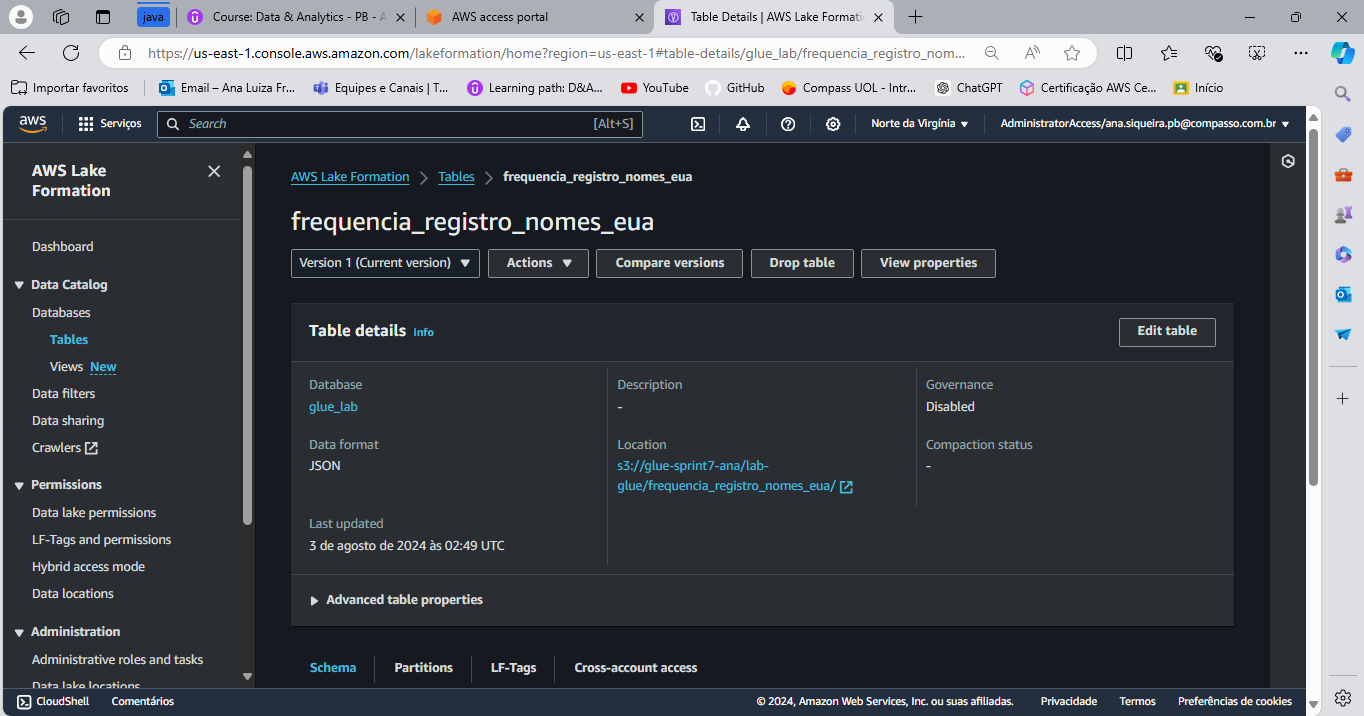 java
Course: Data & Analytics - PB - A
AWS access portal
Table Details | AWS Lake Formatio
https://us-east-1.console.aws.amazon.com/lakeformation/home?region=us-east-1#table-details/glue_lab/frequencia_registro_nom...
Importar favoritos
Email – Ana Luiza Fr...
Equipes e Canais | T...
Learning path: D&A...
YouTube
GitHub
Compass UOL - Intr...
ChatGPT
Certificação AWS Ce...
Início
aws
Serviços
Search
[Alt+S]
Norte da Virgínia
AdministratorAccess/ana.siqueira.pb@compasso.com.br
AWS Lake
Formation
Dashboard
Data Catalog
Databases
Tables
Views New
Data filters
Data sharing
Crawlers
Permissions
Data lake permissions
LF-Tags and permissions
Hybrid access mode
Data locations
Administration
Administrative roles and tasks
Data lake locations
AWS Lake Formation
Tables
frequencia_registro_nomes_eua
frequencia_registro_nomes_eua
Version 1 (Current version)
Actions
Compare versions
Drop table
View properties
Table details Info
Edit table
Database
glue_lab
Description
-
Governance
Disabled
Data format
JSON
Location
s3://glue-sprint7-ana/lab-
glue/frequencia_registro_nomes_eua/
Compaction status
-
Last updated
3 de agosto de 2024 às 02:49 UTC
Advanced table properties
Schema
Partitions
LF-Tags
Cross-account access
CloudShell
Comentários
© 2024, Amazon Web Services, Inc. ou suas afiliadas.
Privacidade
Termos
Preferências de cookies